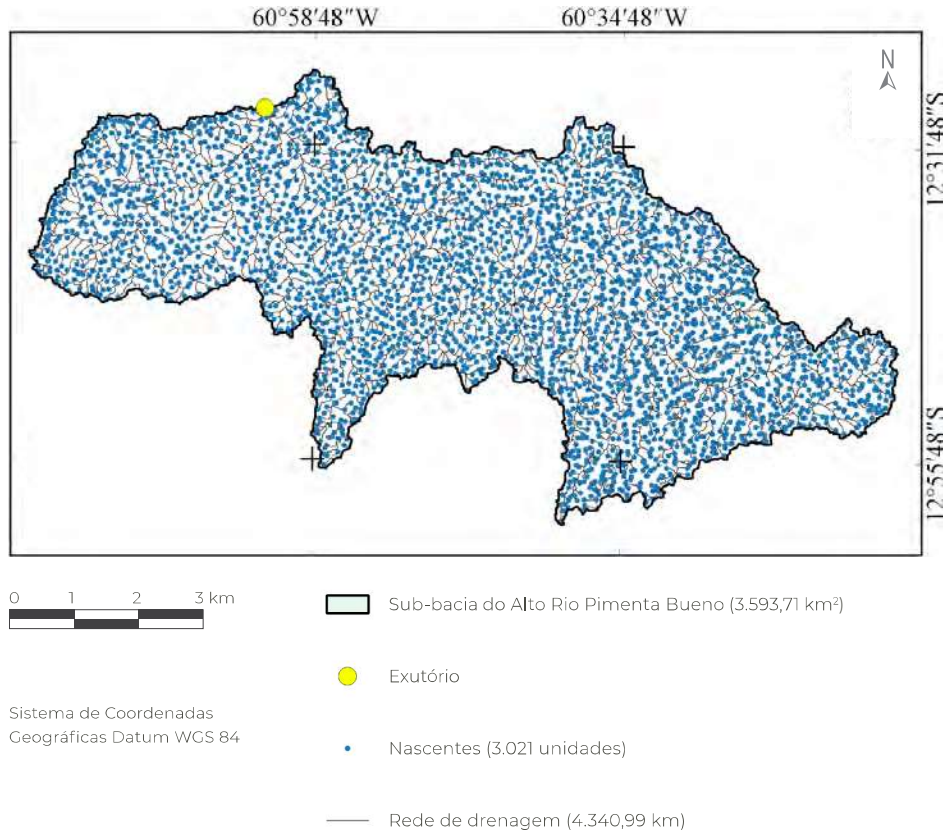 60°58'48"W 60°34'48"W
N
12°31'48"S
12°55'48"S
0 1 2 3 km
Sub-bacia do Alto Rio Pimenta Bueno (3.593,71 km²)
Exutório
Sistema de Coordenadas
Geográficas Datum WGS 84
Nascentes (3.021 unidades)
Rede de drenagem (4.340,99 km)